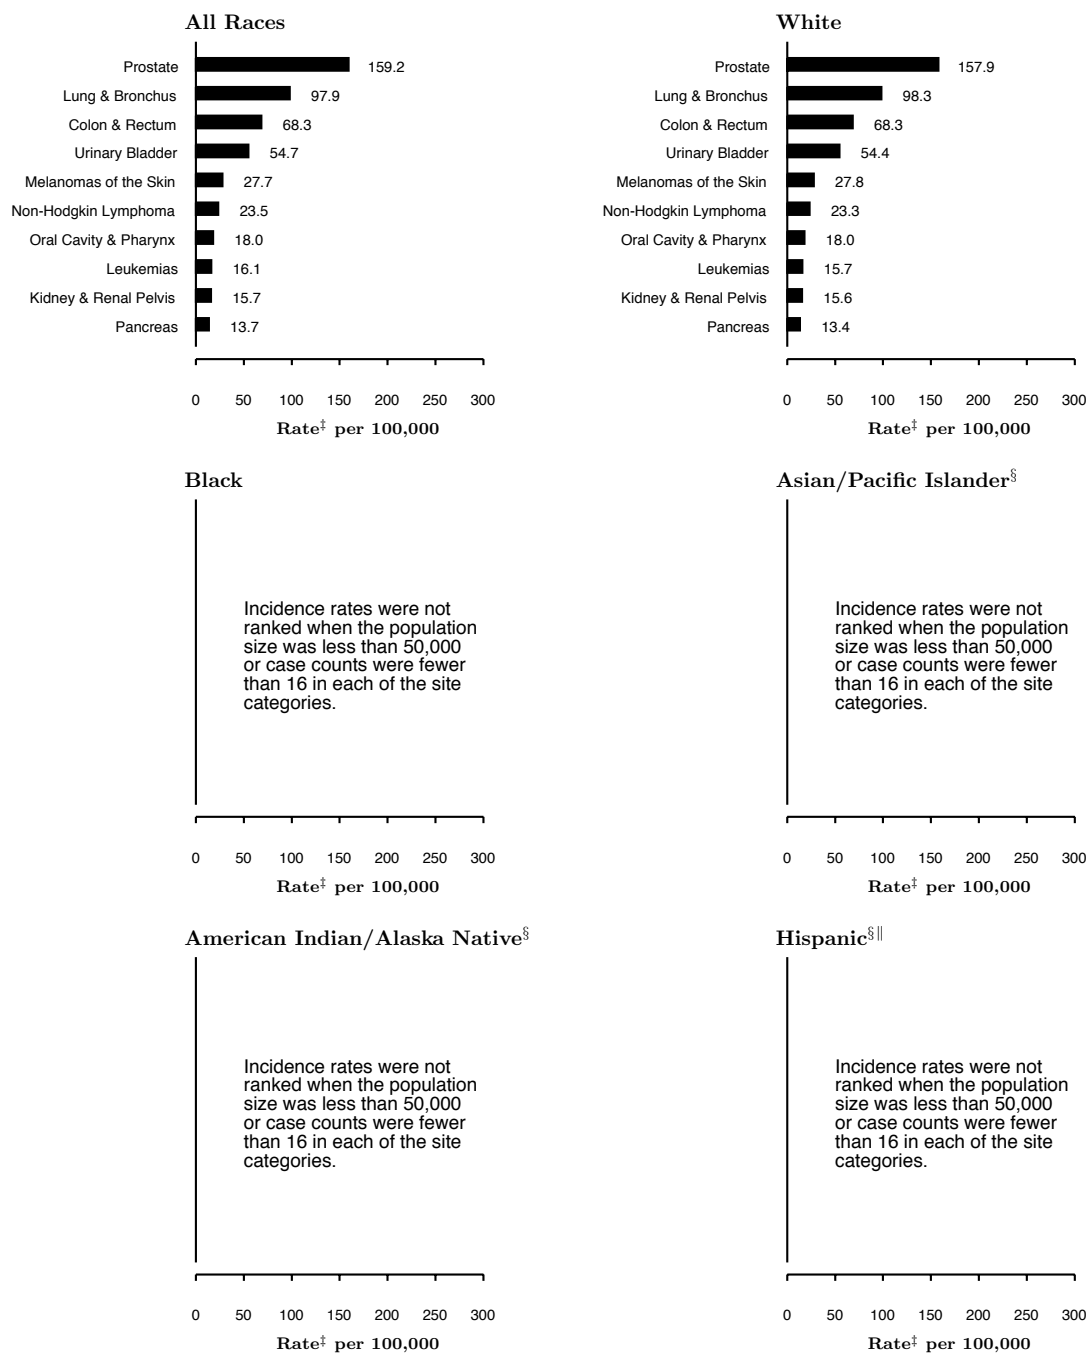 All Races
Prostate 159.2
Lung & Bronchus 97.9
Colon & Rectum 68.3
Urinary Bladder 54.7
Melanomas of the Skin 27.7
Non-Hodgkin Lymphoma 23.5
Oral Cavity & Pharynx 18.0
Leukemias 16.1
Kidney & Renal Pelvis 15.7
Pancreas 13.7
0 50 100 150 200 250 300
Rate‡ per 100,000
White
Prostate 157.9
Lung & Bronchus 98.3
Colon & Rectum 68.3
Urinary Bladder 54.4
Melanomas of the Skin 27.8
Non-Hodgkin Lymphoma 23.3
Oral Cavity & Pharynx 18.0
Leukemias 15.7
Kidney & Renal Pelvis 15.6
Pancreas 13.4
0 50 100 150 200 250 300
Rate‡ per 100,000
Black
Incidence rates were not
ranked when the population
size was less than 50,000
or case counts were fewer
than 16 in each of the site
categories.
0 50 100 150 200 250 300
Rate‡ per 100,000
Asian/Pacific Islander§
Incidence rates were not
ranked when the population
size was less than 50,000
or case counts were fewer
than 16 in each of the site
categories.
0 50 100 150 200 250 300
Rate‡ per 100,000
American Indian/Alaska Native§
Incidence rates were not
ranked when the population
size was less than 50,000
or case counts were fewer
than 16 in each of the site
categories.
0 50 100 150 200 250 300
Rate‡ per 100,000
Hispanic§‖
Incidence rates were not
ranked when the population
size was less than 50,000
or case counts were fewer
than 16 in each of the site
categories.
0 50 100 150 200 250 300
Rate‡ per 100,000